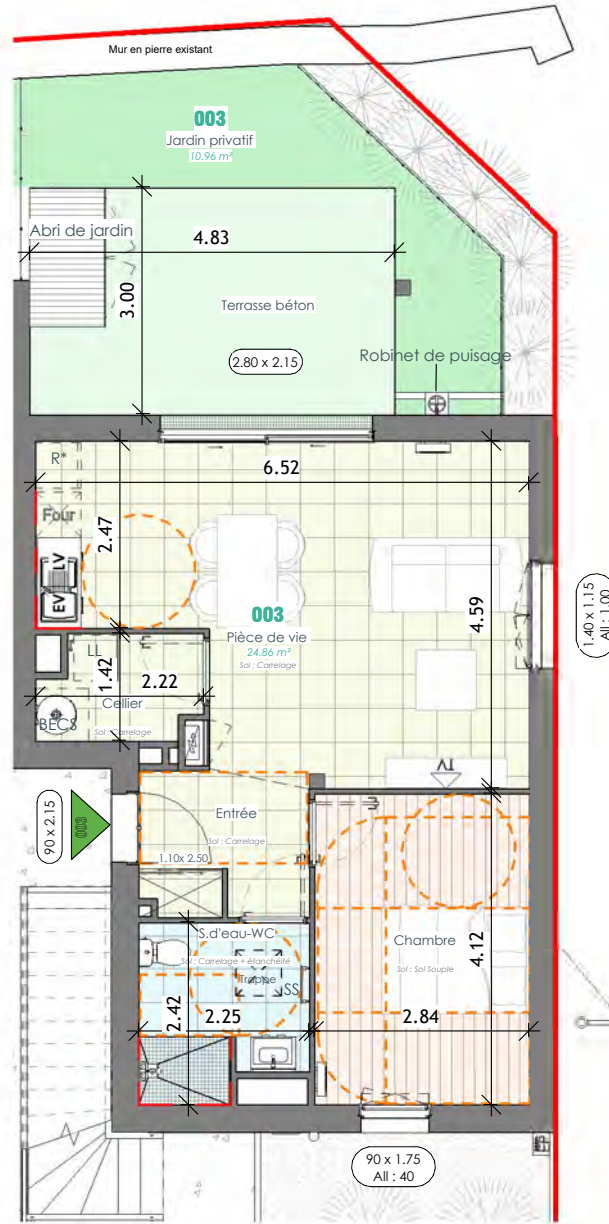 Mur en pierre existant
003
Jardin privatif
10.96 m²
Abri de jardin
4.83
3.00
Terrasse béton
2.80 x 2.15
Robinet de puisage
R*
6.52
Four
2.47
LV
EV
003
Pièce de vie
24.86 m²
Sol : Carrelage
4.59
1.40 x 1.15
All : 1.00
LL
1.42
2.22
Cellier
BECS
Sol : Carrelage
TV
Entrée
Sol : Carrelage
1.10x 2.50
90 x 2.15
003
S.d'eau-WC
Sol : Carrelage + étanchéité
Trappe
SS
2.42
2.25
Chambre
Sol : Sol Souple
4.12
2.84
90 x 1.75
All : 40